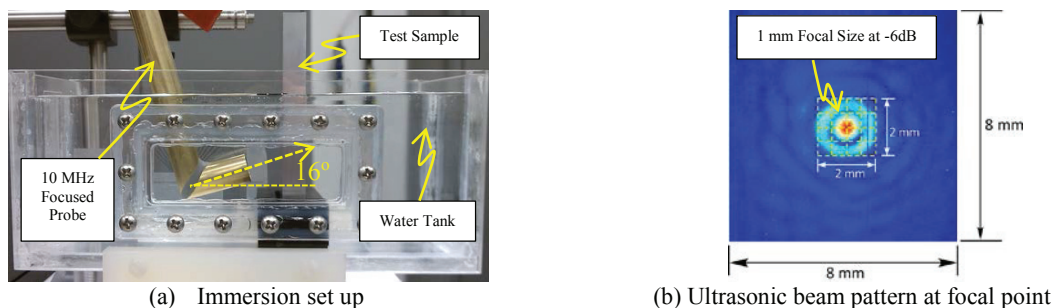 Test Sample
10 MHz
Focused
Probe
16°
Water Tank
(a) Immersion set up
1 mm Focal Size at -6dB
2 mm
2 mm
8 mm
8 mm
(b) Ultrasonic beam pattern at focal point